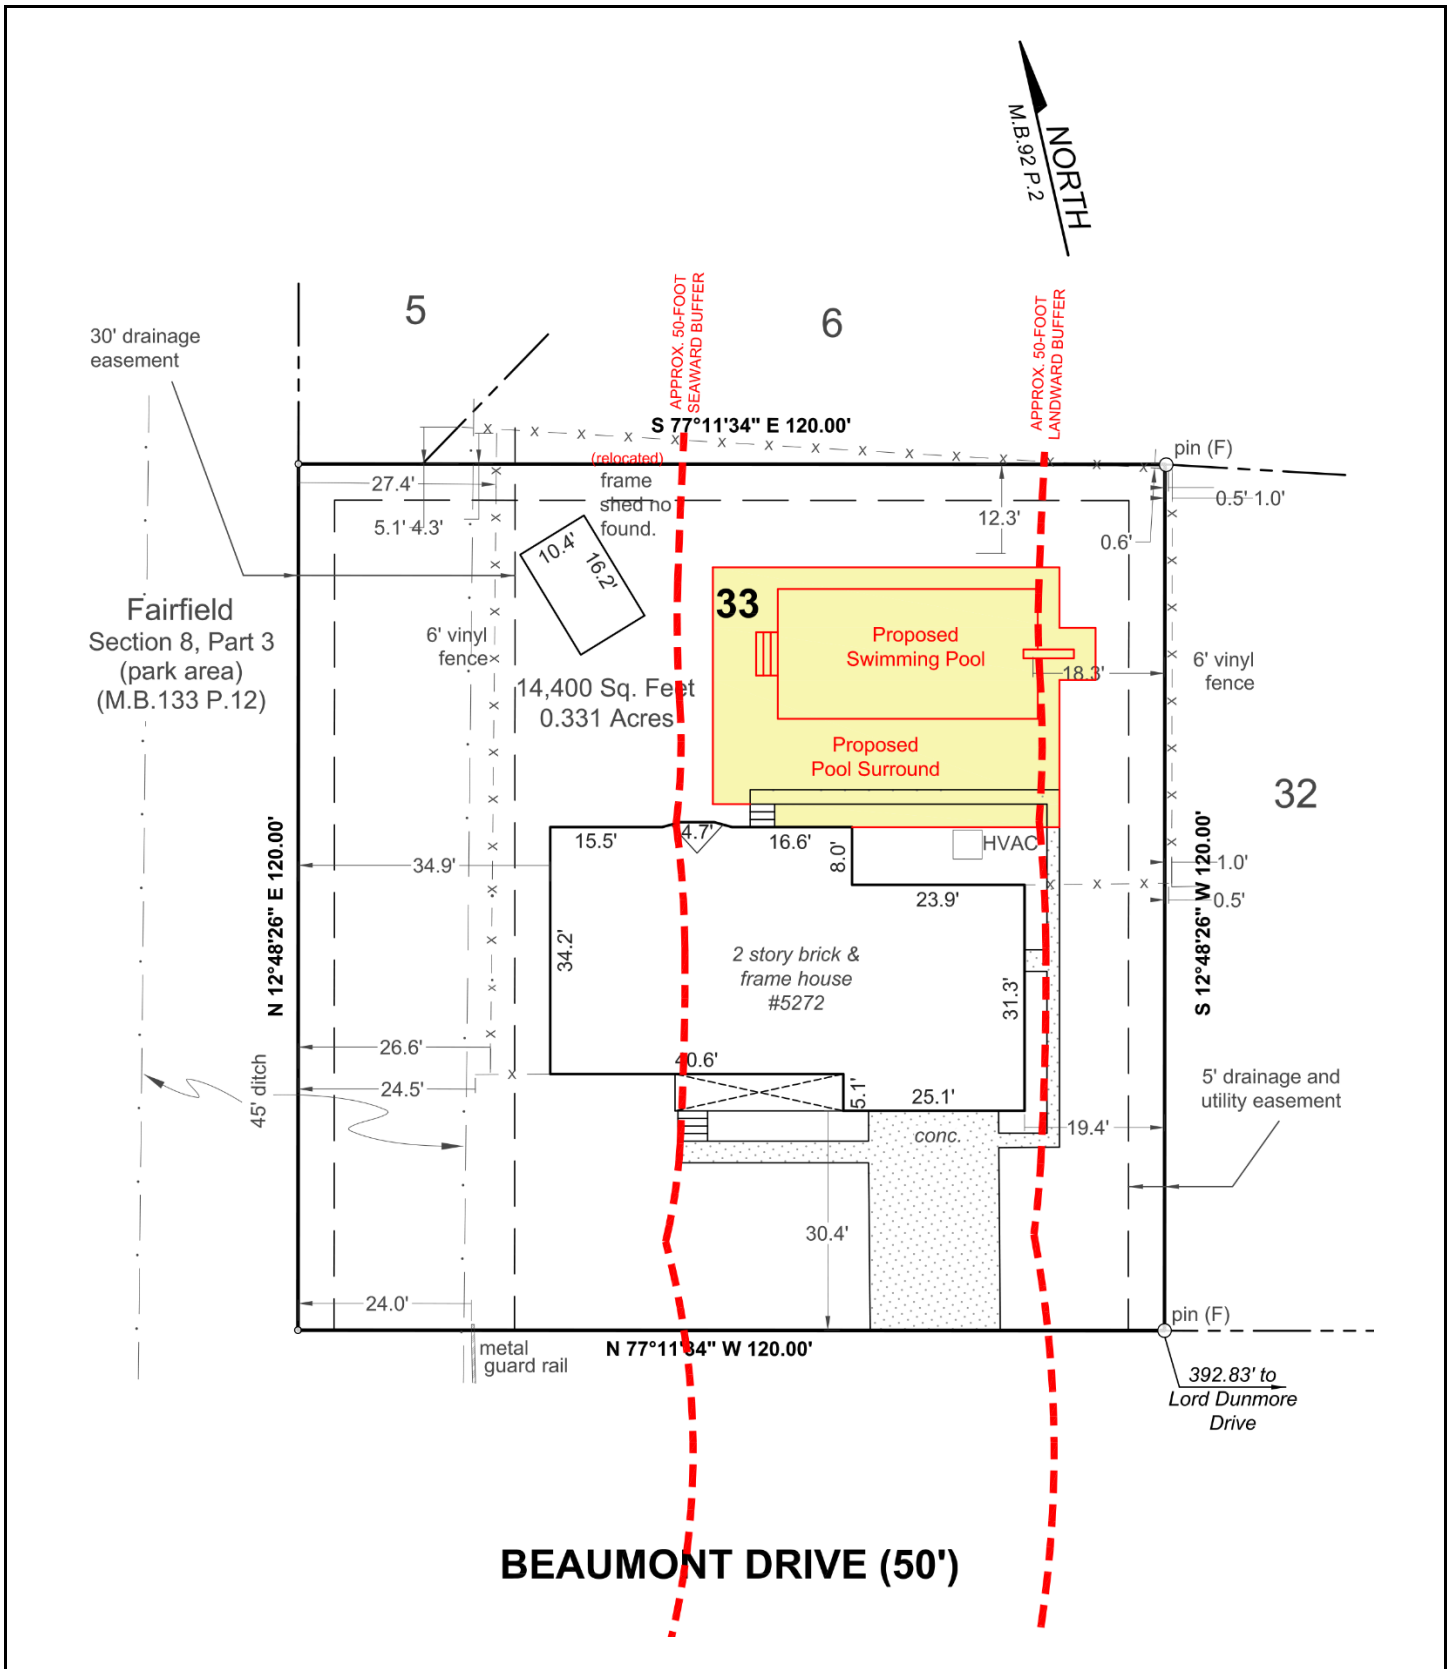 NORTH
M.B.92 P.2
5
6
APPROX. 50-FOOT
SEAWARD BUFFER
APPROX. 50-FOOT
LANDWARD BUFFER
30' drainage
easement
S 77°11'34" E 120.00'
pin (F)
(relocated)
frame
shed no
found.
27.4'
5.1' 4.3'
12.3'
0.5' 1.0'
0.6'
10.4'
16.2'
33
Fairfield
Section 8, Part 3
(park area)
(M.B.133 P.12)
6' vinyl
fence
Proposed
Swimming Pool
18.3'
6' vinyl
fence
14,400 Sq. Feet
0.331 Acres
Proposed
Pool Surround
32
N 12°48'26" E 120.00'
S 12°48'26" W 120.00'
15.5'
4.7'
16.6'
8.0'
HVAC
34.9'
1.0'
0.5'
23.9'
34.2'
2 story brick &
frame house
#5272
31.3'
26.6'
40.6'
24.5'
45' ditch
5.1'
25.1'
conc.
19.4'
5' drainage and
utility easement
30.4'
24.0'
metal
guard rail
N 77°11'34" W 120.00'
pin (F)
392.83' to
Lord Dunmore
Drive
BEAUMONT DRIVE (50')